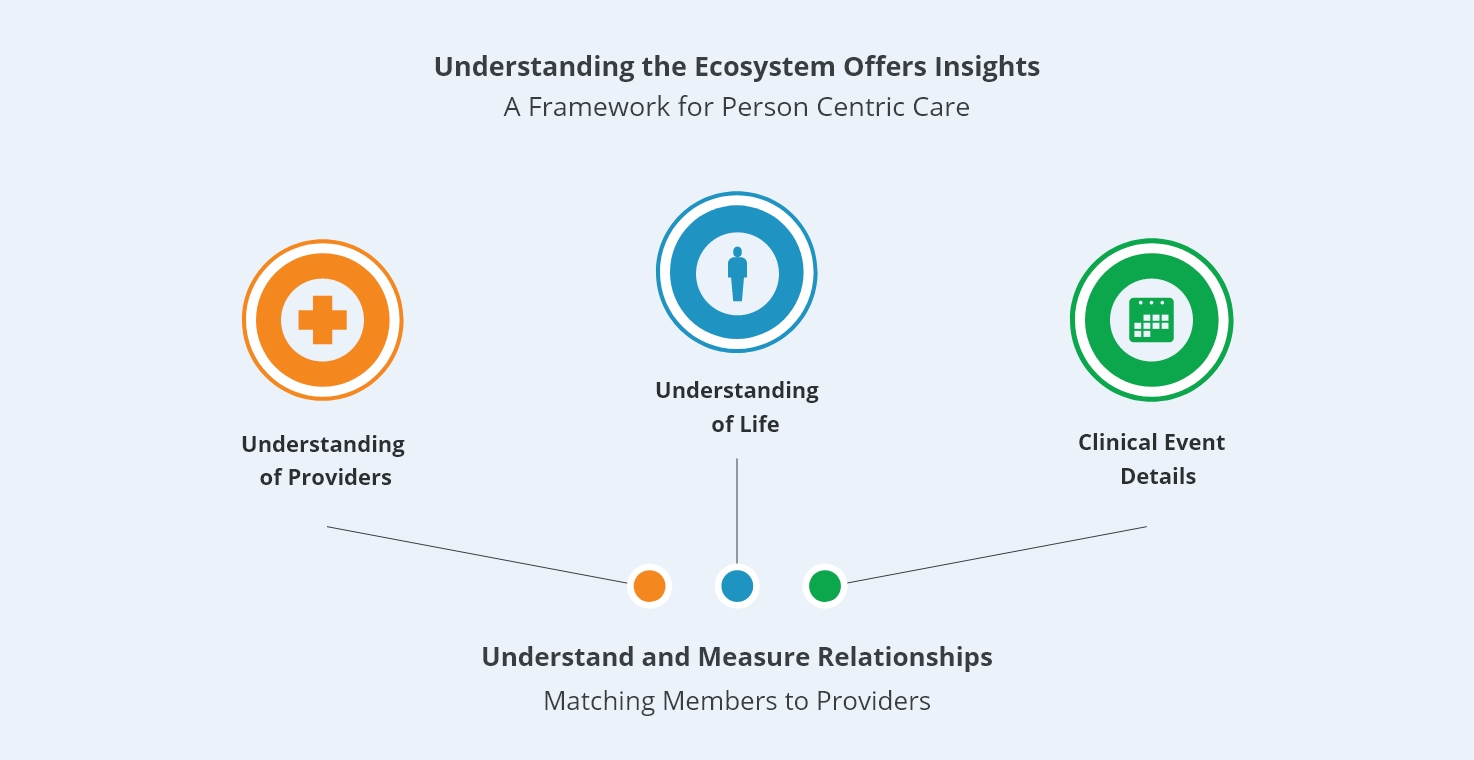 Understanding the Ecosystem Offers Insights
A Framework for Person Centric Care
Understanding
of Providers
Understanding
of Life
Clinical Event
Details
Understand and Measure Relationships
Matching Members to Providers